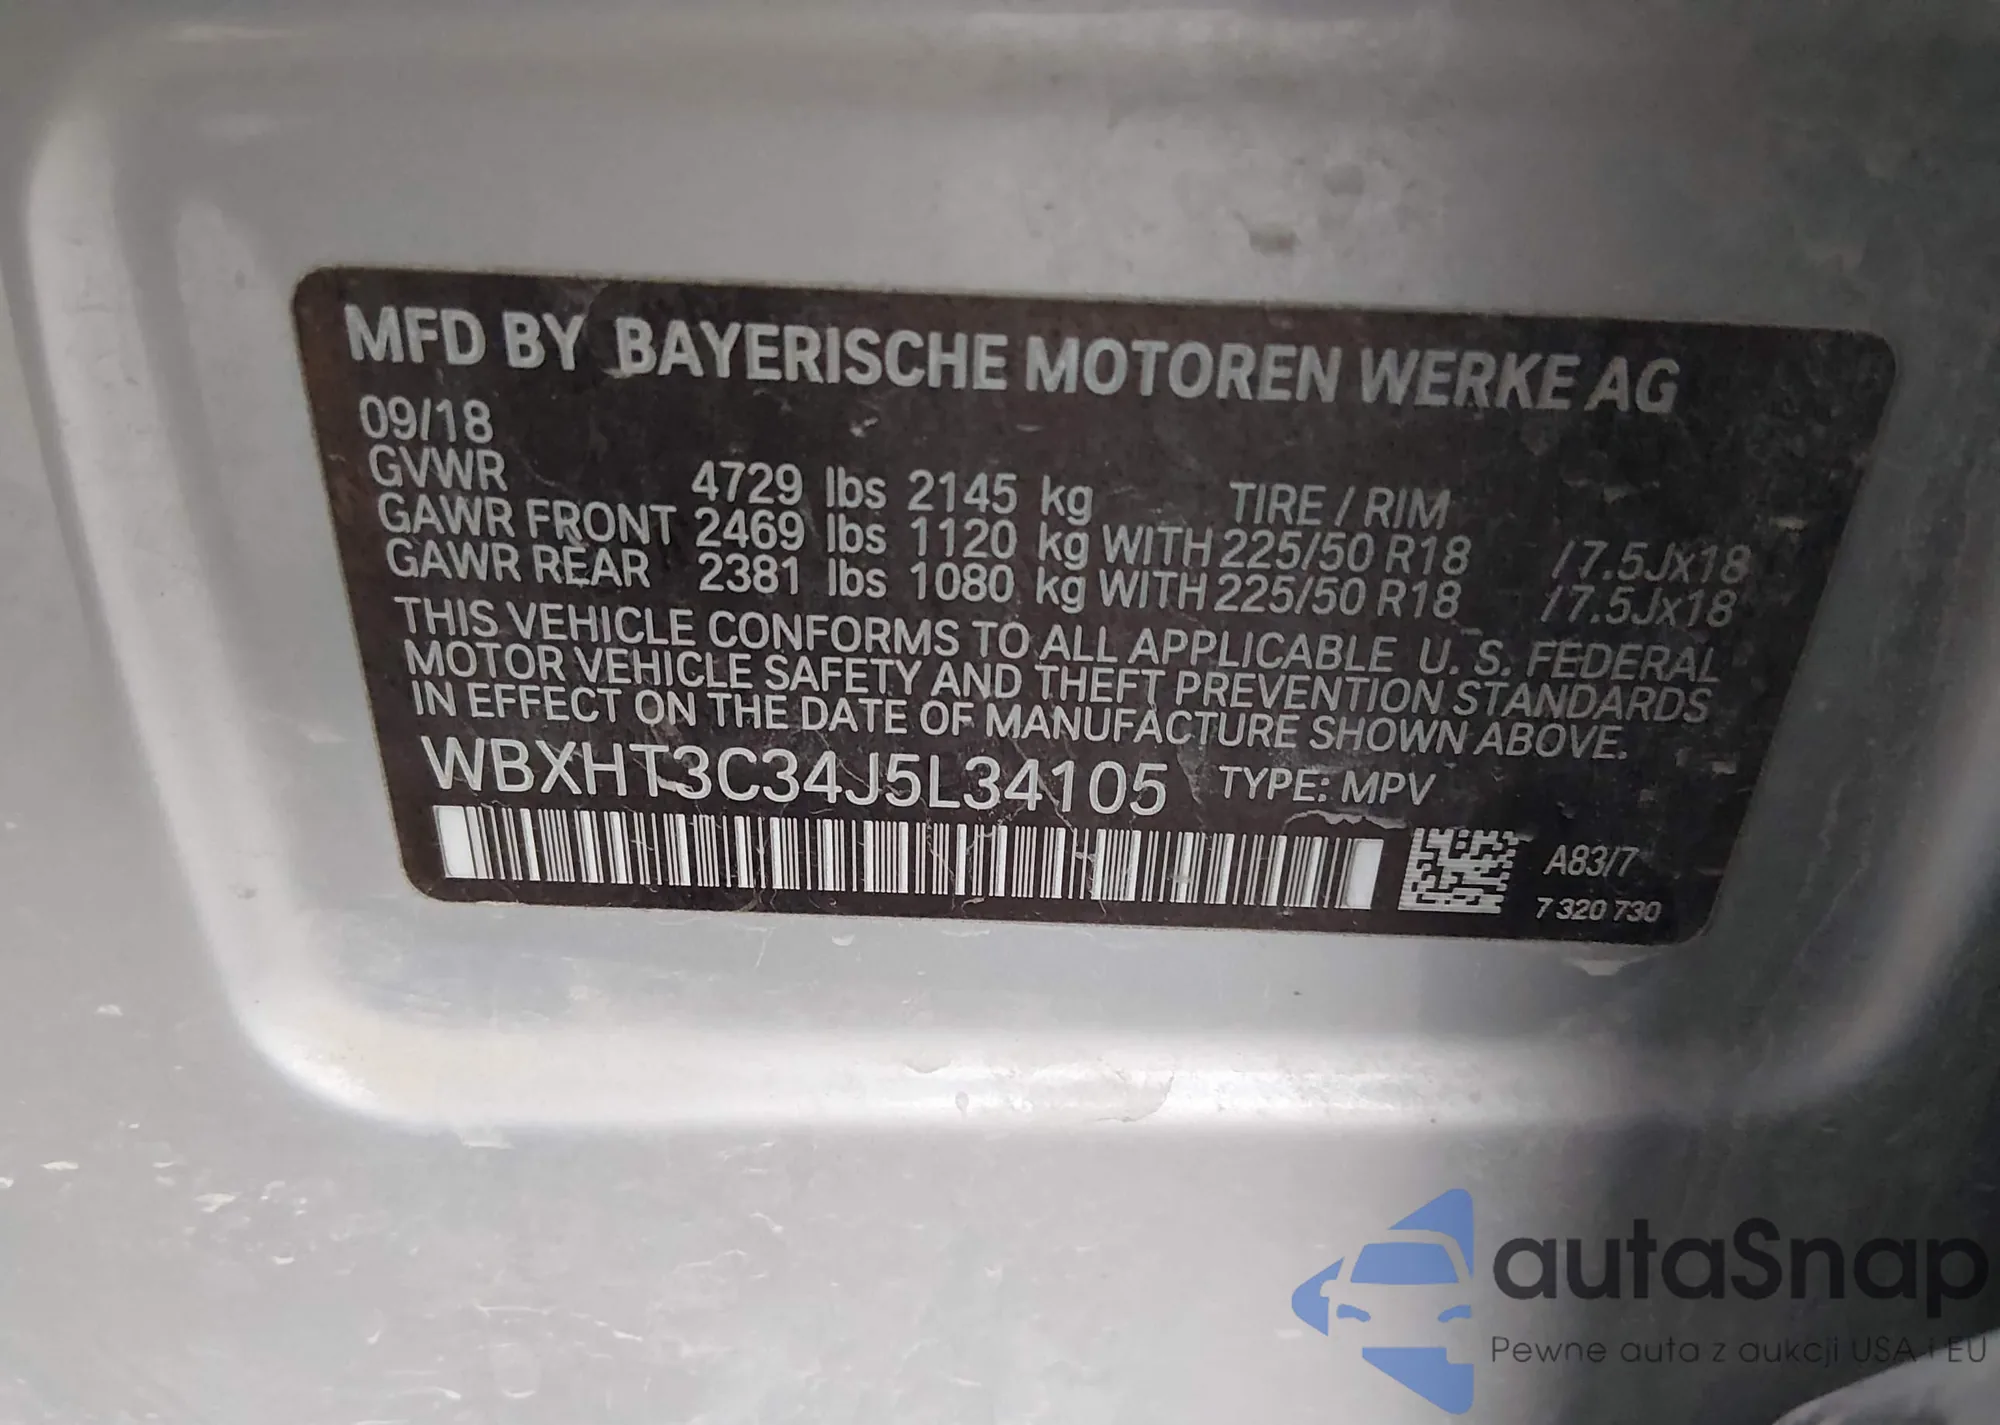 MFD BY BAYERISCHE MOTOREN WERKE AG
09/18
GVWR 4729 lbs 2145 kg TIRE / RIM
GAWR FRONT 2469 lbs 1120 kg WITH 225/50 R18 /7.5Jx18
GAWR REAR 2381 lbs 1080 kg WITH 225/50 R18 /7.5Jx18
THIS VEHICLE CONFORMS TO ALL APPLICABLE U. S. FEDERAL
MOTOR VEHICLE SAFETY AND THEFT PREVENTION STANDARDS
IN EFFECT ON THE DATE OF MANUFACTURE SHOWN ABOVE.
WBXHT3C34J5L34105 TYPE: MPV
A83/7
7 320 730
autaSnap
Pewne auta z aukcji USA i EU